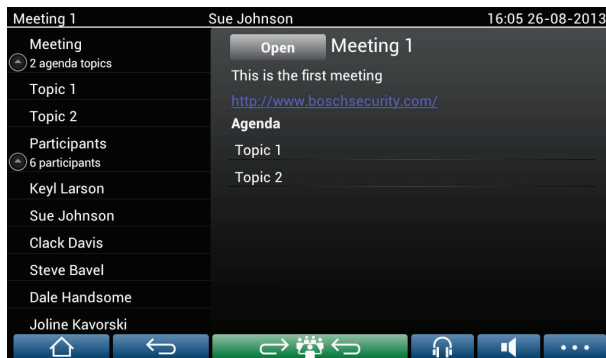 Meeting 1 Sue Johnson 16:05 26-08-2013
Meeting
2 agenda topics
Topic 1
Topic 2
Participants
6 participants
Keyl Larson
Sue Johnson
Clack Davis
Steve Bavel
Dale Handsome
Joline Kavorski
Open Meeting 1
This is the first meeting
http://www.boschsecurity.com/
Agenda
Topic 1
Topic 2